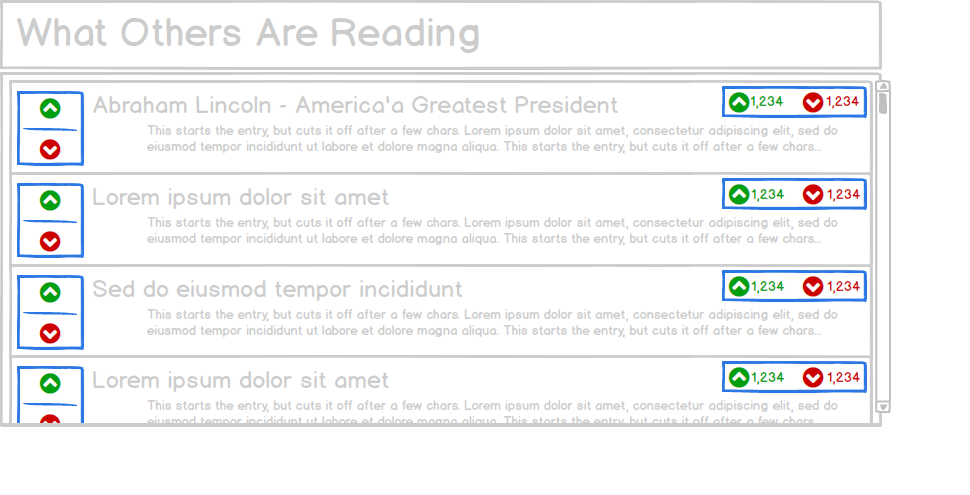 What Others Are Reading
Abraham Lincoln - America'a Greatest President
1,234 1,234
This starts the entry, but cuts it off after a few chars. Lorem ipsum dolor sit amet, consectetur adipiscing elit, sed do
eiusmod tempor incididunt ut labore et dolore magna aliqua. This starts the entry, but cuts it off after a few chars...
Lorem ipsum dolor sit amet
1,234 1,234
This starts the entry, but cuts it off after a few chars. Lorem ipsum dolor sit amet, consectetur adipiscing elit, sed do
eiusmod tempor incididunt ut labore et dolore magna aliqua. This starts the entry, but cuts it off after a few chars...
Sed do eiusmod tempor incididunt
1,234 1,234
This starts the entry, but cuts it off after a few chars. Lorem ipsum dolor sit amet, consectetur adipiscing elit, sed do
eiusmod tempor incididunt ut labore et dolore magna aliqua. This starts the entry, but cuts it off after a few chars...
Lorem ipsum dolor sit amet
1,234 1,234
This starts the entry, but cuts it off after a few chars. Lorem ipsum dolor sit amet, consectetur adipiscing elit, sed do
eiusmod tempor incididunt ut labore et dolore magna aliqua. This starts the entry, but cuts it off after a few chars...